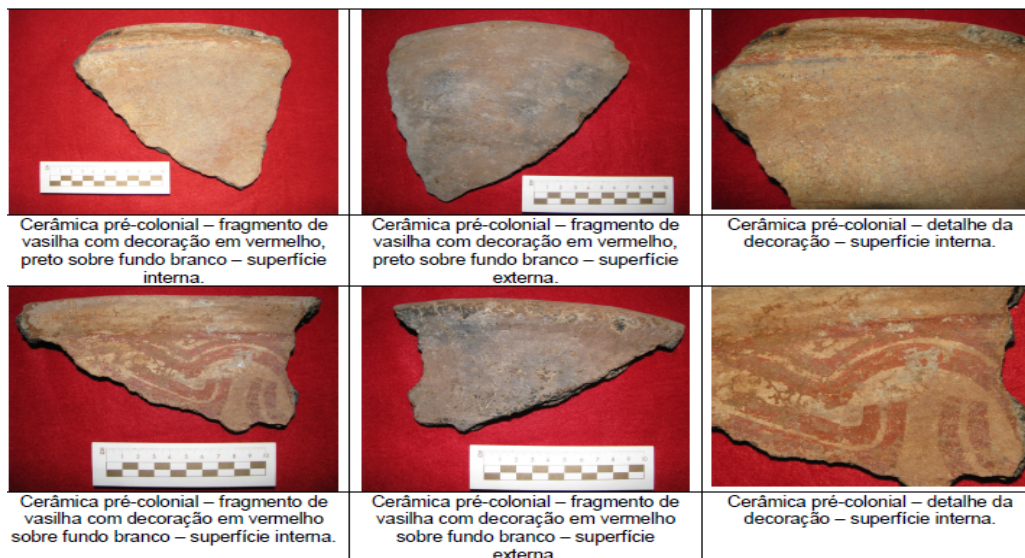 Cerâmica pré-colonial – fragmento de
vasilha com decoração em vermelho,
preto sobre fundo branco – superfície
interna.
Cerâmica pré-colonial – fragmento de
vasilha com decoração em vermelho,
preto sobre fundo branco – superfície
externa.
Cerâmica pré-colonial – detalhe da
decoração – superfície interna.
Cerâmica pré-colonial – fragmento de
vasilha com decoração em vermelho
sobre fundo branco – superfície interna.
Cerâmica pré-colonial – fragmento de
vasilha com decoração em vermelho
sobre fundo branco – superfície
externa
Cerâmica pré-colonial – detalhe da
decoração – superfície interna.